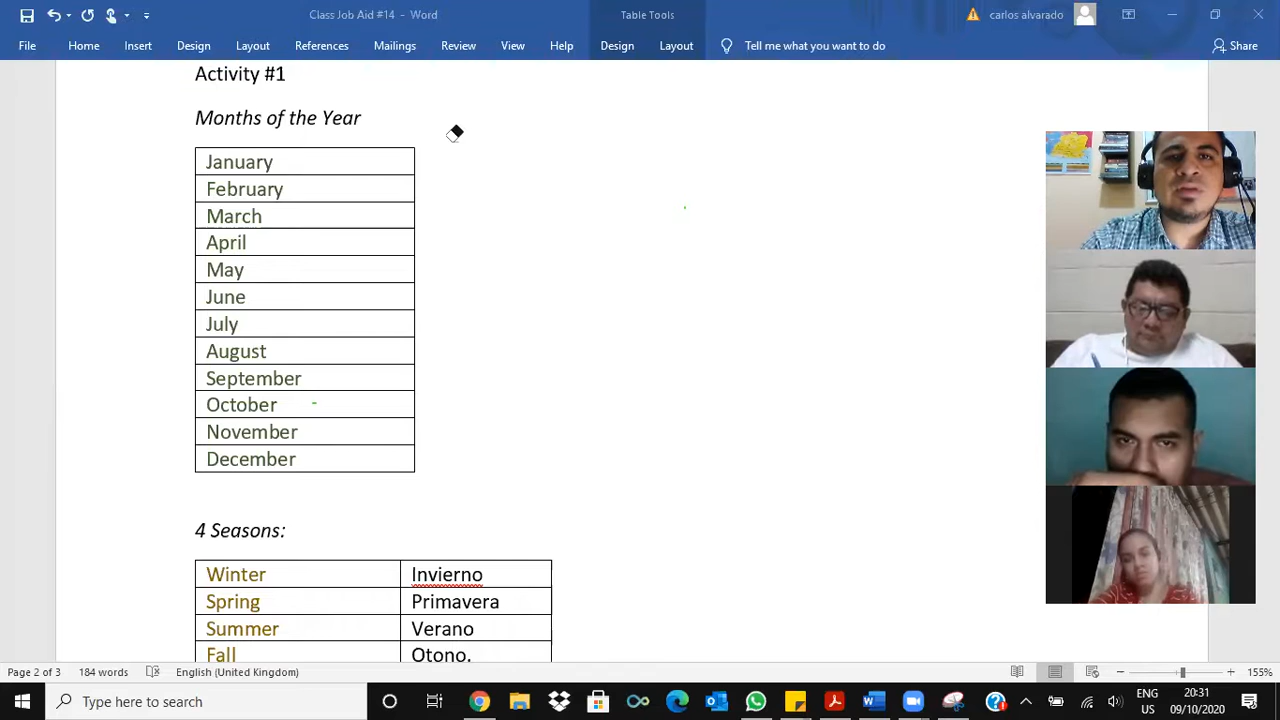 Class Job Aid #14 - Word
Table Tools
carlos alvarado
File Home Insert Design Layout References Mailings Review View Help Design Layout Tell me what you want to do Share
Activity #1
Months of the Year
January
February
March
April
May
June
July
August
September
October
November
December
4 Seasons:
Winter Invierno
Spring Primavera
Summer Verano
Fall Otono.
Page 2 of 3 184 words English (United Kingdom) 155%
Type here to search
ENG
US
20:31
09/10/2020